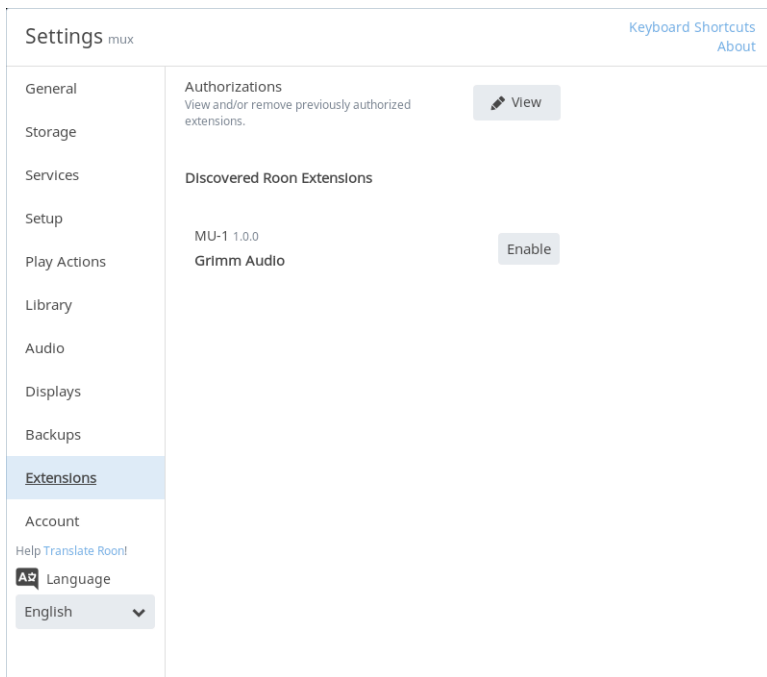 Settings mux
Keyboard Shortcuts
About
General
Storage
Services
Setup
Play Actions
Library
Audio
Displays
Backups
Extensions
Account
Help Translate Roon!
Language
English
Authorizations
View and/or remove previously authorized
extensions.
View
Discovered Roon Extensions
MU-1 1.0.0
Grimm Audio
Enable